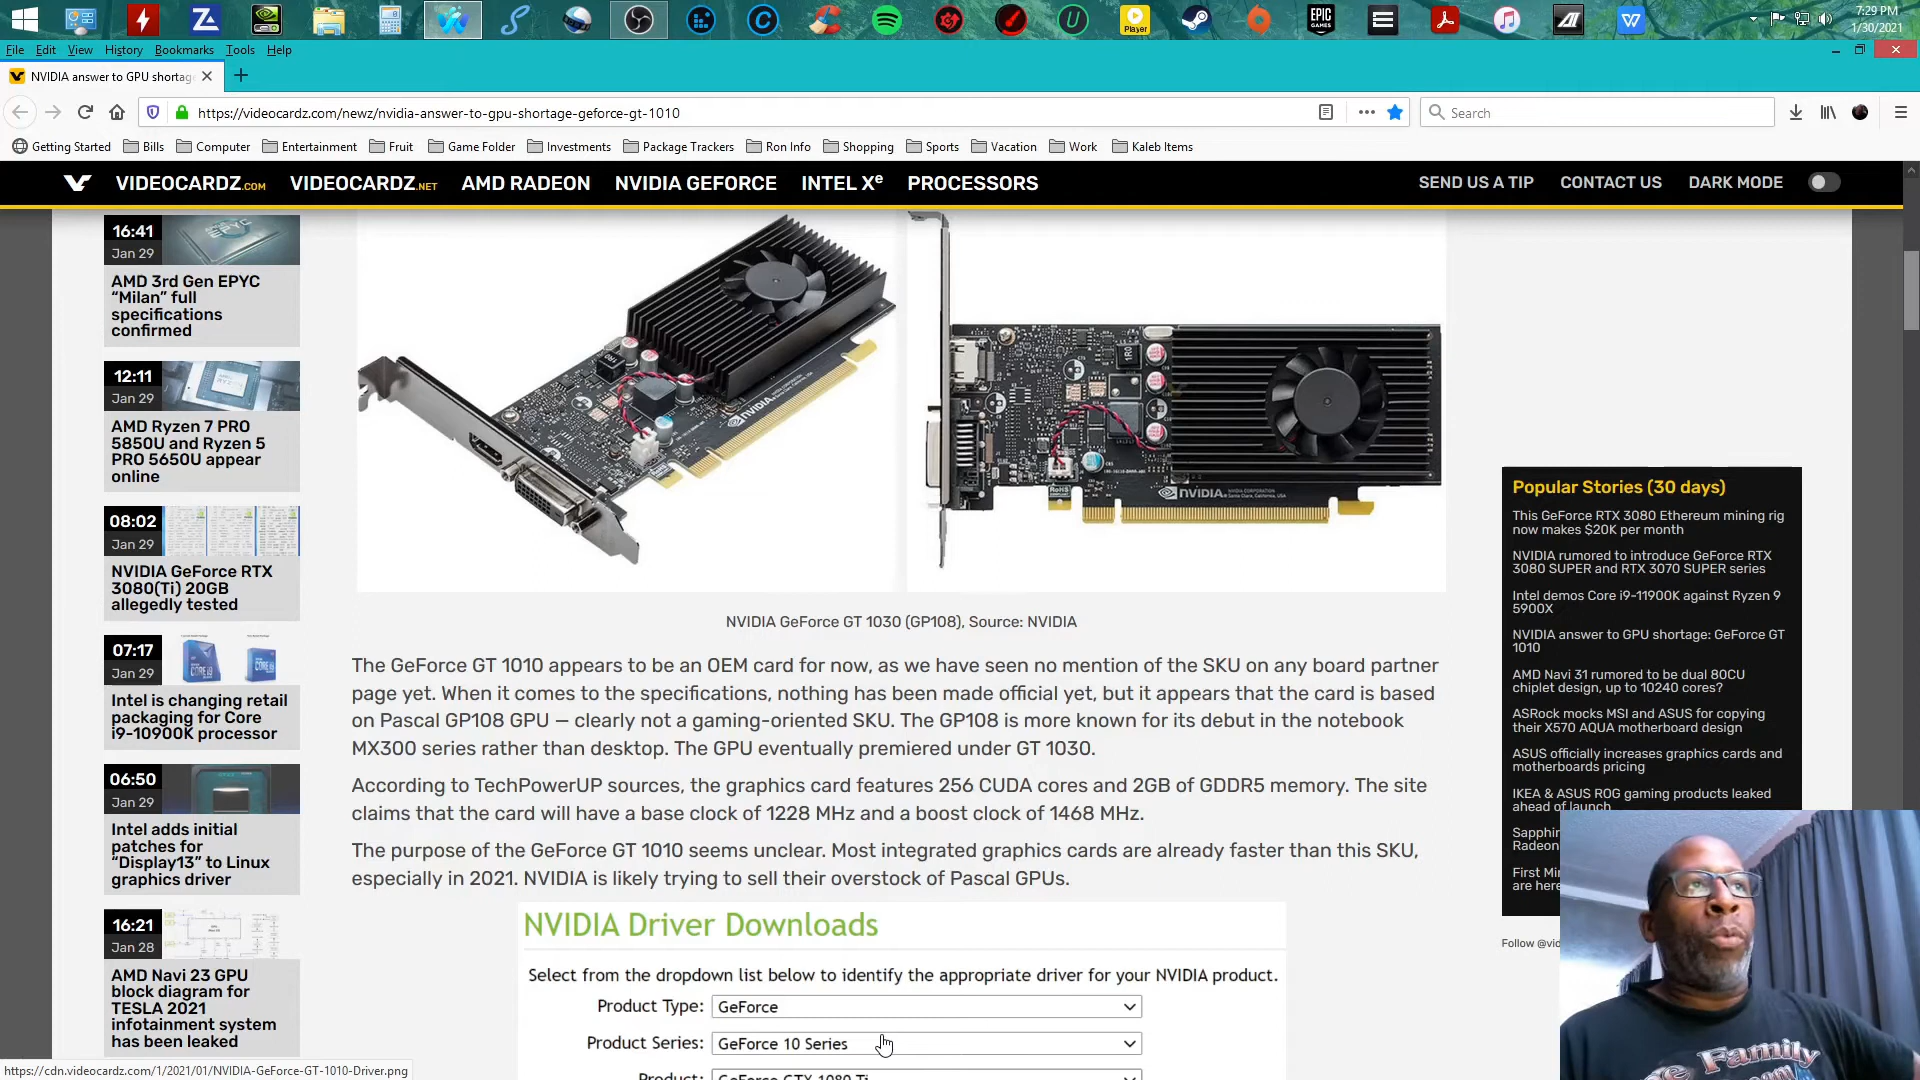 7:29 PM
1/30/2021
File Edit View History Bookmarks Tools Help
NVIDIA answer to GPU shortage
https://videocardz.com/newz/nvidia-answer-to-gpu-shortage-geforce-gt-1010
Search
Getting Started Bills Computer Entertainment Fruit Game Folder Investments Package Trackers Ron Info Shopping Sports Vacation Work Kaleb Items
VIDEOCARDZ.COM VIDEOCARDZ.NET AMD RADEON NVIDIA GEFORCE INTEL Xe PROCESSORS SEND US A TIP CONTACT US DARK MODE
16:41
Jan 29
AMD 3rd Gen EPYC
“Milan” full
specifications
confirmed
12:11
Jan 29
AMD Ryzen 7 PRO
5850U and Ryzen 5
PRO 5650U appear
online
08:02
Jan 29
NVIDIA GeForce RTX
3080(Ti) 20GB
allegedly tested
07:17
Jan 29
Intel is changing retail
packaging for Core
i9-10900K processor
06:50
Jan 29
Intel adds initial
patches for
“Display13” to Linux
graphics driver
16:21
Jan 28
AMD Navi 23 GPU
block diagram for
TESLA 2021
infotainment system
has been leaked
NVIDIA
NVIDIA
NVIDIA GeForce GT 1030 (GP108), Source: NVIDIA
The GeForce GT 1010 appears to be an OEM card for now, as we have seen no mention of the SKU on any board partner
page yet. When it comes to the specifications, nothing has been made official yet, but it appears that the card is based
on Pascal GP108 GPU — clearly not a gaming-oriented SKU. The GP108 is more known for its debut in the notebook
MX300 series rather than desktop. The GPU eventually premiered under GT 1030.
According to TechPowerUP sources, the graphics card features 256 CUDA cores and 2GB of GDDR5 memory. The site
claims that the card will have a base clock of 1228 MHz and a boost clock of 1468 MHz.
The purpose of the GeForce GT 1010 seems unclear. Most integrated graphics cards are already faster than this SKU,
especially in 2021. NVIDIA is likely trying to sell their overstock of Pascal GPUs.
NVIDIA Driver Downloads
Select from the dropdown list below to identify the appropriate driver for your NVIDIA product.
Product Type: GeForce
Product Series: GeForce 10 Series
Product: GeForce GTX 1080 Ti
Popular Stories (30 days)
This GeForce RTX 3080 Ethereum mining rig
now makes $20K per month
NVIDIA rumored to introduce GeForce RTX
3080 SUPER and RTX 3070 SUPER series
Intel demos Core i9-11900K against Ryzen 9
5900X
NVIDIA answer to GPU shortage: GeForce GT
1010
AMD Navi 31 rumored to be dual 80CU
chiplet design, up to 10240 cores?
ASRock mocks MSI and ASUS for copying
their X570 AQUA motherboard design
ASUS officially increases graphics cards and
motherboards pricing
IKEA & ASUS ROG gaming products leaked
ahead of launch
Sapphir
Radeon
First Mi
are here
Follow @vid
Family
https://cdn.videocardz.com/1/2021/01/NVIDIA-GeForce-GT-1010-Driver.png